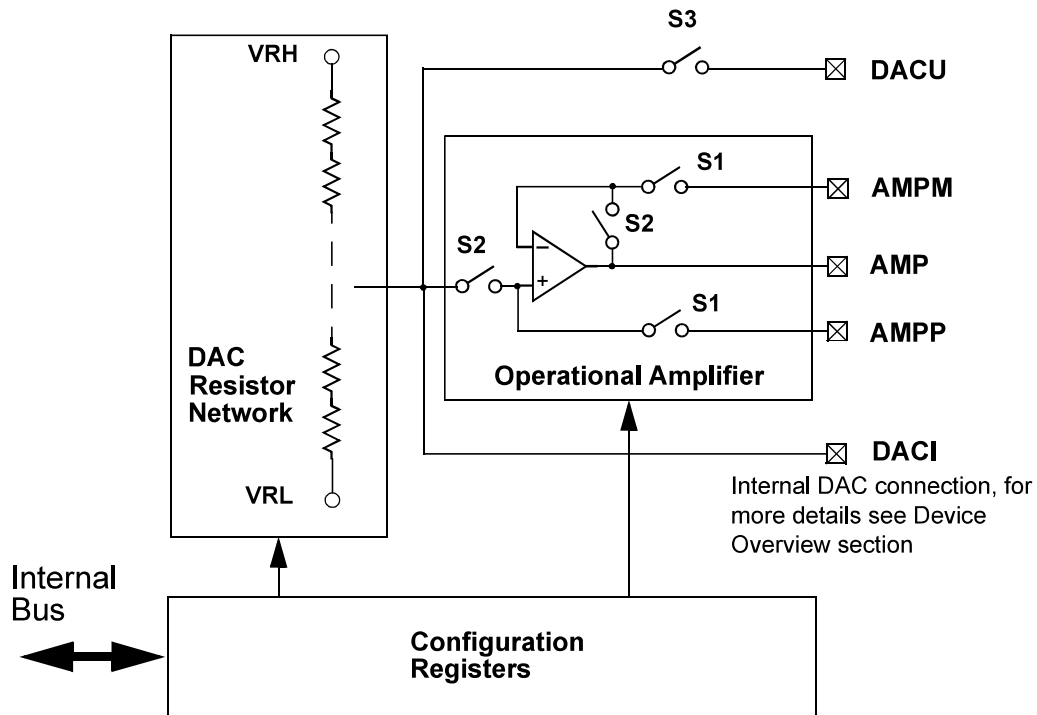 S3
VRH
DACU
S1
AMPM
S2
S2
−
+
AMP
S1
AMPP
DAC
Resistor
Network
Operational Amplifier
DACI
VRL
Internal DAC connection, for
more details see Device
Overview section
Internal
Bus
Configuration
Registers